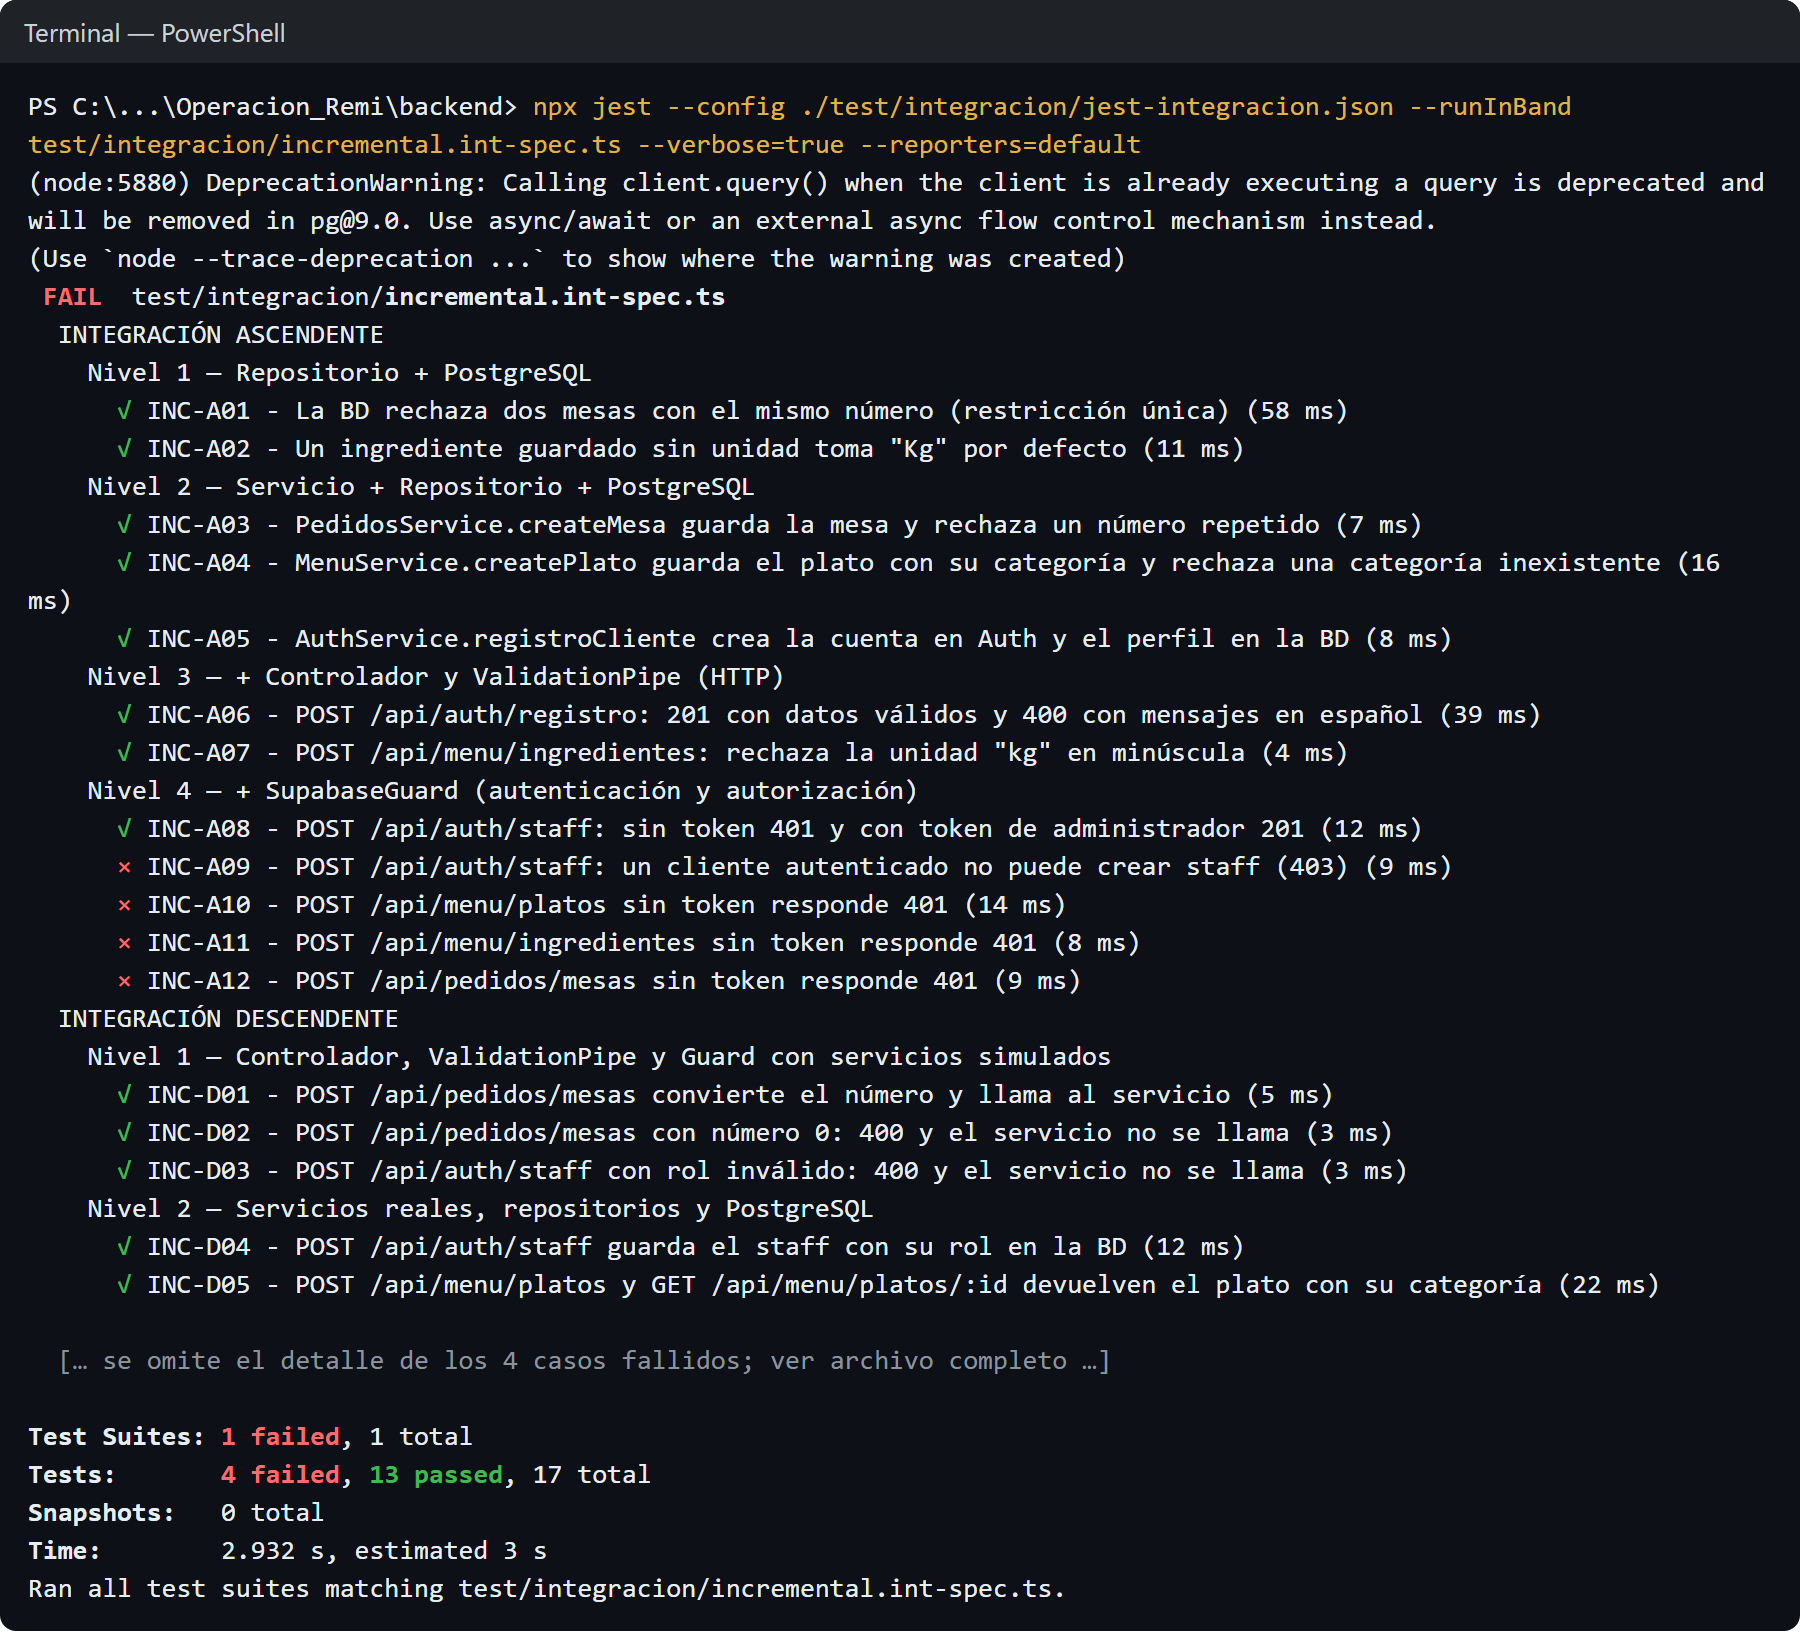 Terminal — PowerShell
PS C:\...\Operacion_Remi\backend> npx jest --config ./test/integracion/jest-integracion.json --runInBand
test/integracion/incremental.int-spec.ts --verbose=true --reporters=default
(node:5880) DeprecationWarning: Calling client.query() when the client is already executing a query is deprecated and
will be removed in pg@9.0. Use async/await or an external async flow control mechanism instead.
(Use `node --trace-deprecation ...` to show where the warning was created)
FAIL  test/integracion/incremental.int-spec.ts
INTEGRACIÓN ASCENDENTE
Nivel 1 — Repositorio + PostgreSQL
√ INC-A01 - La BD rechaza dos mesas con el mismo número (restricción única) (58 ms)
√ INC-A02 - Un ingrediente guardado sin unidad toma "Kg" por defecto (11 ms)
Nivel 2 — Servicio + Repositorio + PostgreSQL
√ INC-A03 - PedidosService.createMesa guarda la mesa y rechaza un número repetido (7 ms)
√ INC-A04 - MenuService.createPlato guarda el plato con su categoría y rechaza una categoría inexistente (16
ms)
√ INC-A05 - AuthService.registroCliente crea la cuenta en Auth y el perfil en la BD (8 ms)
Nivel 3 — + Controlador y ValidationPipe (HTTP)
√ INC-A06 - POST /api/auth/registro: 201 con datos válidos y 400 con mensajes en español (39 ms)
√ INC-A07 - POST /api/menu/ingredientes: rechaza la unidad "kg" en minúscula (4 ms)
Nivel 4 — + SupabaseGuard (autenticación y autorización)
√ INC-A08 - POST /api/auth/staff: sin token 401 y con token de administrador 201 (12 ms)
× INC-A09 - POST /api/auth/staff: un cliente autenticado no puede crear staff (403) (9 ms)
× INC-A10 - POST /api/menu/platos sin token responde 401 (14 ms)
× INC-A11 - POST /api/menu/ingredientes sin token responde 401 (8 ms)
× INC-A12 - POST /api/pedidos/mesas sin token responde 401 (9 ms)
INTEGRACIÓN DESCENDENTE
Nivel 1 — Controlador, ValidationPipe y Guard con servicios simulados
√ INC-D01 - POST /api/pedidos/mesas convierte el número y llama al servicio (5 ms)
√ INC-D02 - POST /api/pedidos/mesas con número 0: 400 y el servicio no se llama (3 ms)
√ INC-D03 - POST /api/auth/staff con rol inválido: 400 y el servicio no se llama (3 ms)
Nivel 2 — Servicios reales, repositorios y PostgreSQL
√ INC-D04 - POST /api/auth/staff guarda el staff con su rol en la BD (12 ms)
√ INC-D05 - POST /api/menu/platos y GET /api/menu/platos/:id devuelven el plato con su categoría (22 ms)
[… se omite el detalle de los 4 casos fallidos; ver archivo completo …]
Test Suites: 1 failed, 1 total
Tests:       4 failed, 13 passed, 17 total
Snapshots:   0 total
Time:        2.932 s, estimated 3 s
Ran all test suites matching test/integracion/incremental.int-spec.ts.